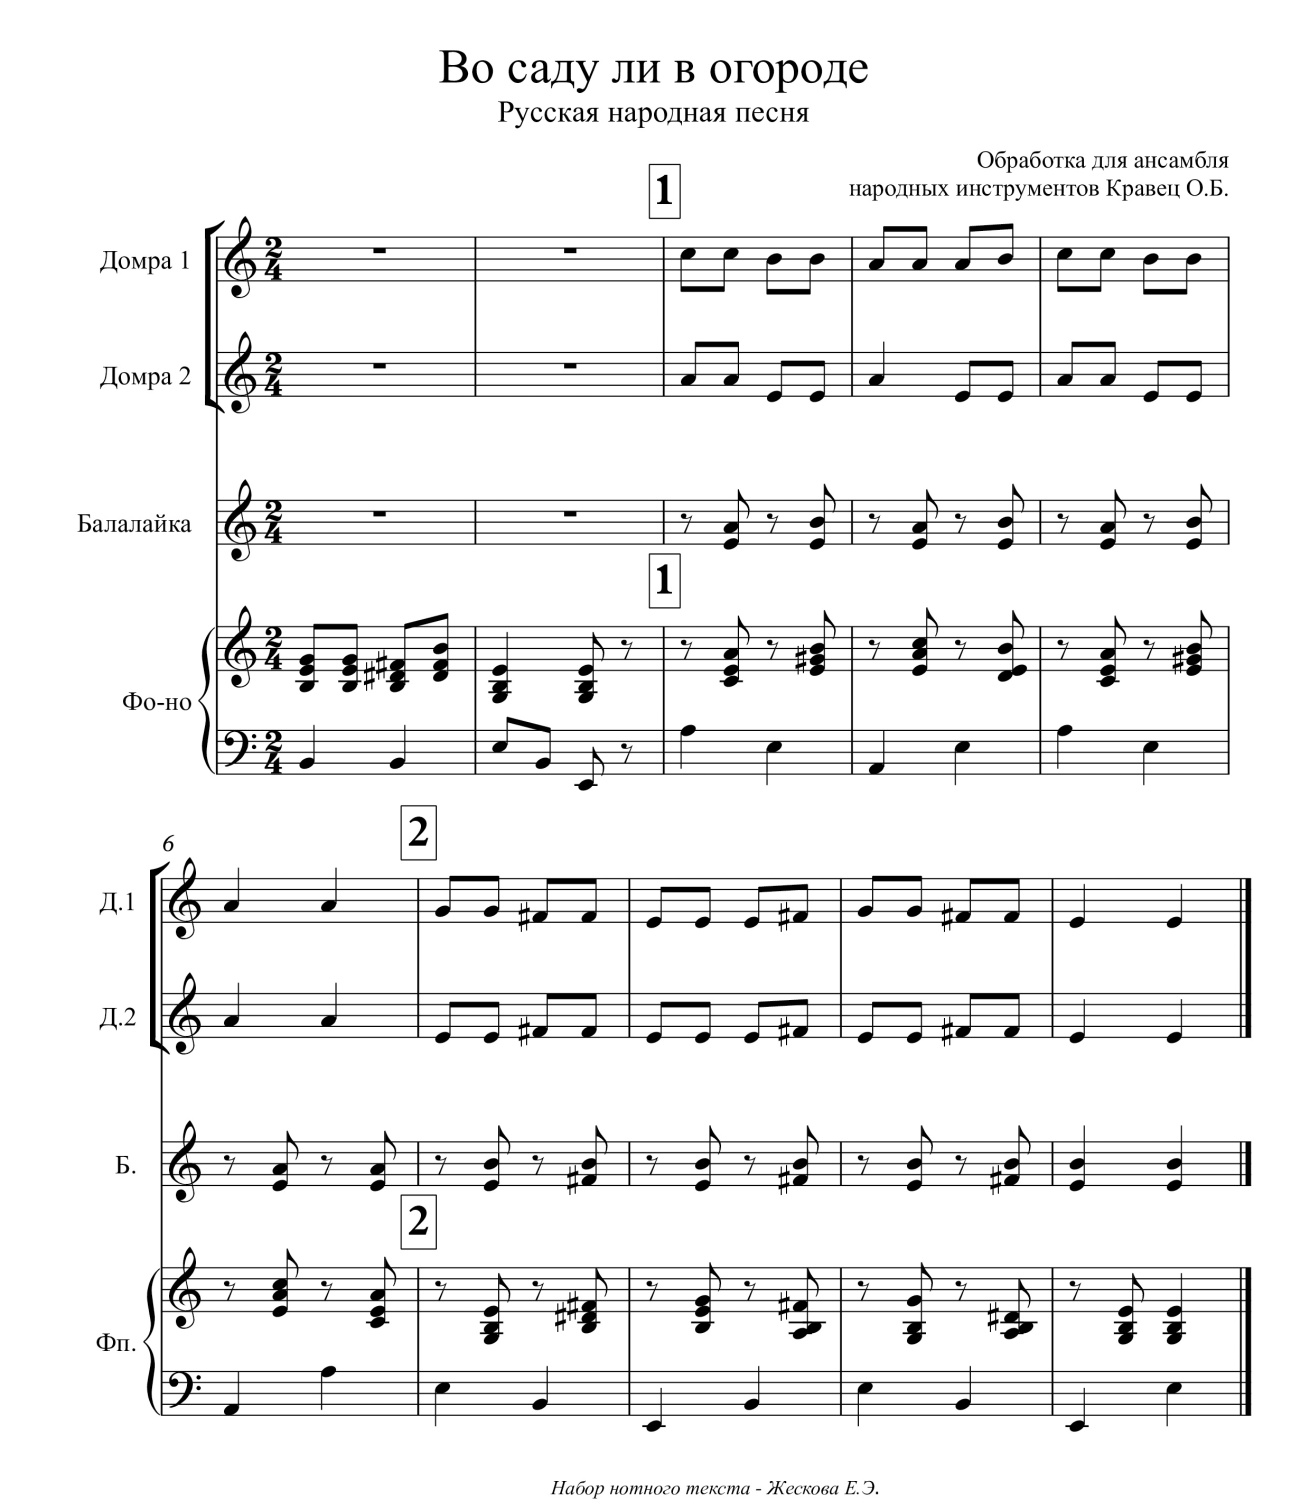 Во саду ли в огороде
Русская народная песня
Обработка для ансамбля
народных инструментов Кравец О.Б.
1
Домра 1
Домра 2
Балалайка
1
Фо-но
2
6
Д.1
Д.2
Б.
2
Фп.
Набор нотного текста - Жескова Е.Э.